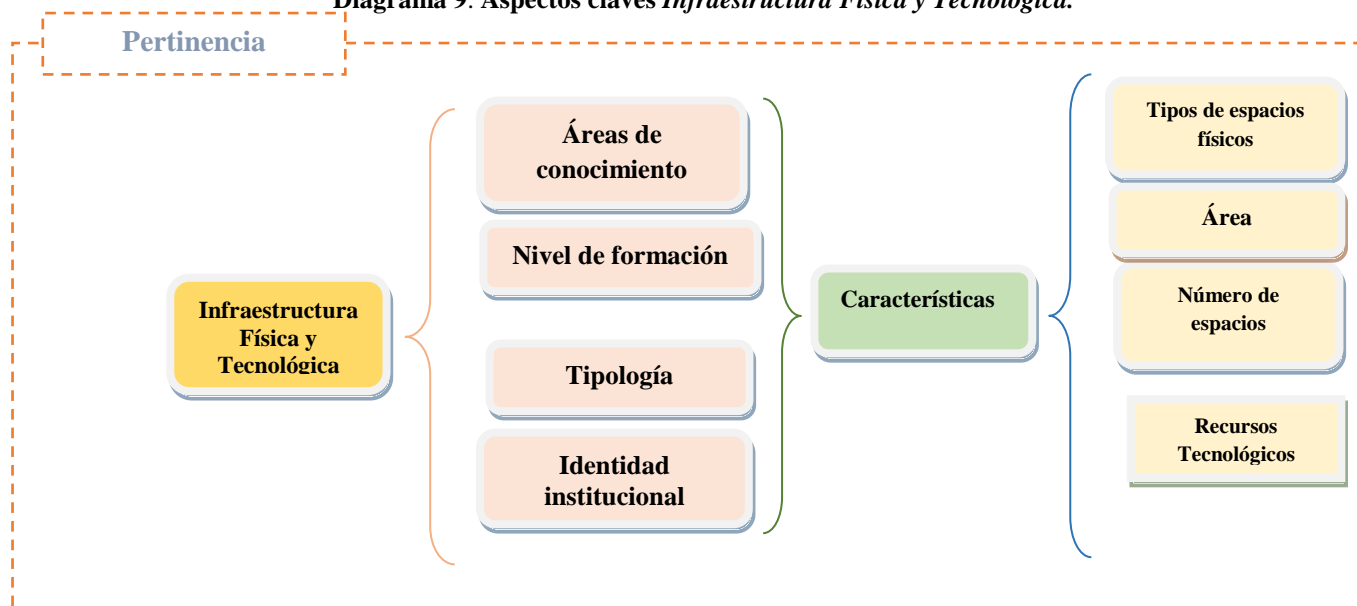 Diagrama 9. Aspectos claves Infraestructura Física y Tecnológica.
Pertinencia
Infraestructura
Física y
Tecnológica
Áreas de
conocimiento
Nivel de formación
Tipología
Identidad
institucional
Características
Tipos de espacios
físicos
Área
Número de
espacios
Recursos
Tecnológicos